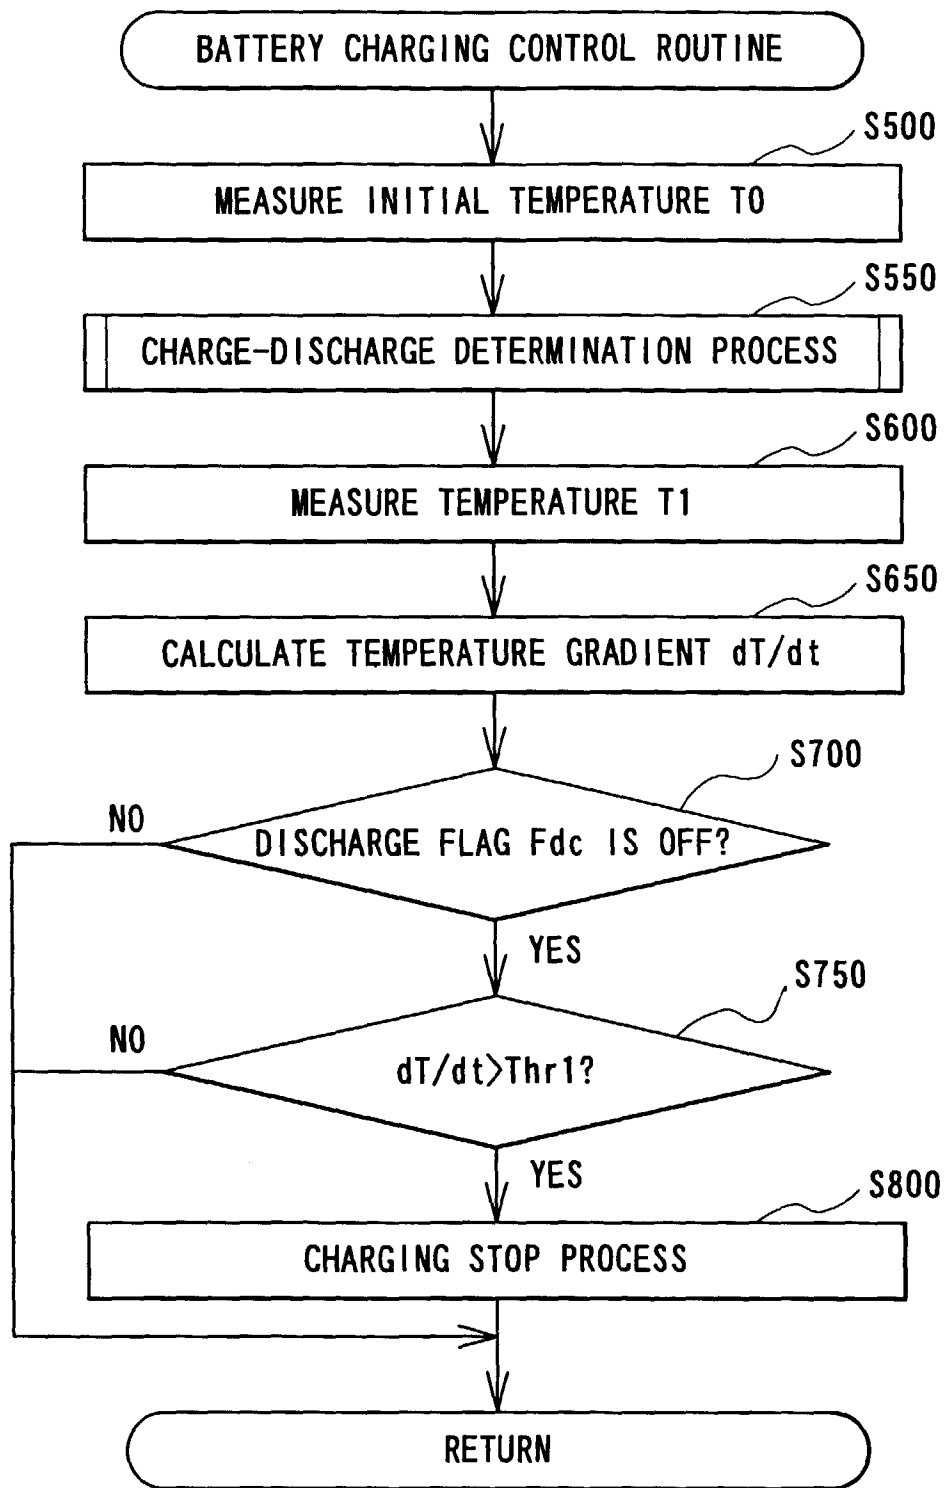 BATTERY CHARGING CONTROL ROUTINE
S500
MEASURE INITIAL TEMPERATURE T0
S550
CHARGE-DISCHARGE DETERMINATION PROCESS
S600
MEASURE TEMPERATURE T1
S650
CALCULATE TEMPERATURE GRADIENT dT/dt
S700
NO
DISCHARGE FLAG Fdc IS OFF?
YES
S750
NO
dT/dt>Thr1?
YES
S800
CHARGING STOP PROCESS
RETURN